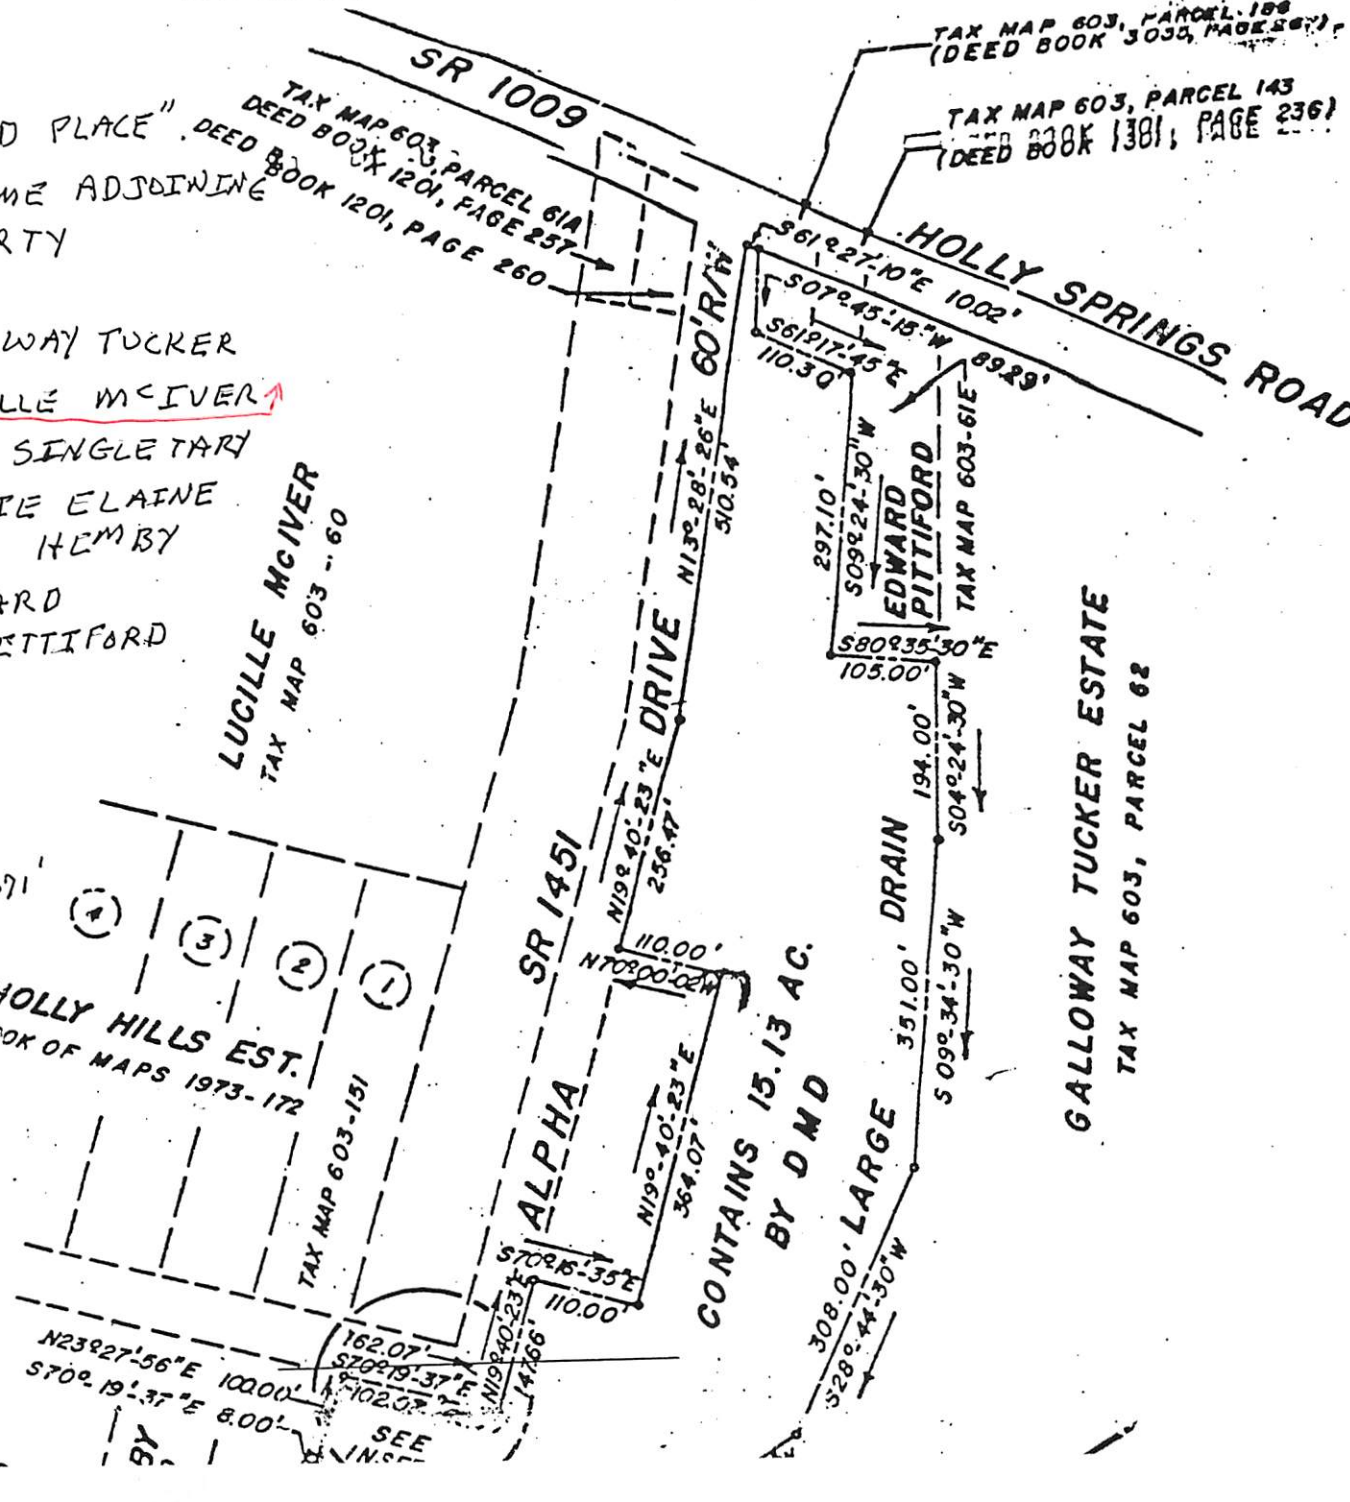 TAX MAP 603, PARCEL
(DEED BOOK 3035,
TAX MAP 603, PARCEL 143
(DEED BOOK 1381, PAGE 236)
SR 1009
TAX MAP 603, PARCEL 61A
DEED BOOK 1201, PAGE 257
DEED BOOK 1201, PAGE 260
D PLACE"
ME ADJOINING
RTY
WAY TUCKER
LLE McIVER
SINGLETARY
IE ELAINE
HEMBY
ARD
ETTIFORD
HOLLY SPRINGS ROAD
S61°-27'-10"E 10.02'
S07°-45'-15"W
89.29'
S61°17'-45"E
110.30'
60' R/W
N13°-28'-26"E
510.54'
297.10'
S09°-24'-30"W
EDWARD
PITTIFORD
TAX MAP 603-61E
S80°35'-30"E
105.00'
LUCILLE McIVER
TAX MAP 603-60
194.00'
S04°-24'-30"W
GALLOWAY TUCKER ESTATE
TAX MAP 603, PARCEL 62
DRIVE
N19°-40'-23"E
256.47'
SR 1451
ALPHA
71'
4
3
2
1
HOLLY HILLS EST.
OOK OF MAPS 1973-172
TAX MAP 603-151
110.00'
N70°00'-02"W
N19°-40'-23"E
364.07'
CONTAINS 15.13 AC.
BY DMD
351.00'
S09°-34'-30"W
LARGE DRAIN
308.00'
S28°-44'-30"W
S70°16'-35"E
110.00'
N19°40'-23"E
147.66'
162.07'
S70°19'-37"E
102.07'
N23°27'-56"E 100.00'
S70°-19'-37"E 8.00'
SEE
BY